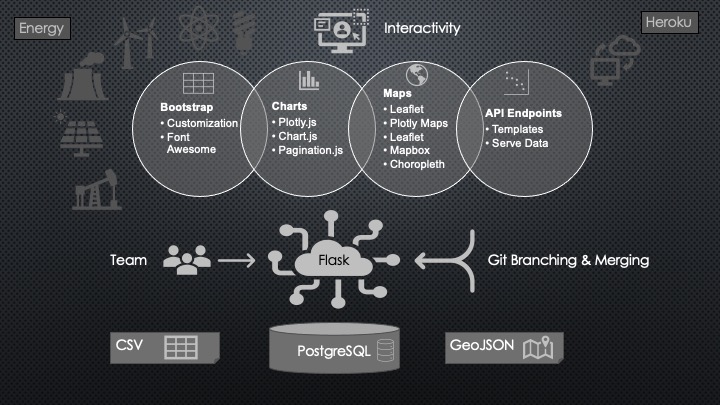 Energy
Interactivity
Heroku
Bootstrap
• Customization
• Font
Awesome
Charts
• Plotly.js
• Chart.js
• Pagination.js
Maps
• Leaflet
• Plotly Maps
• Leaflet
• Mapbox
• Choropleth
API Endpoints
• Templates
• Serve Data
Team
Flask
Git Branching & Merging
CSV
PostgreSQL
GeoJSON